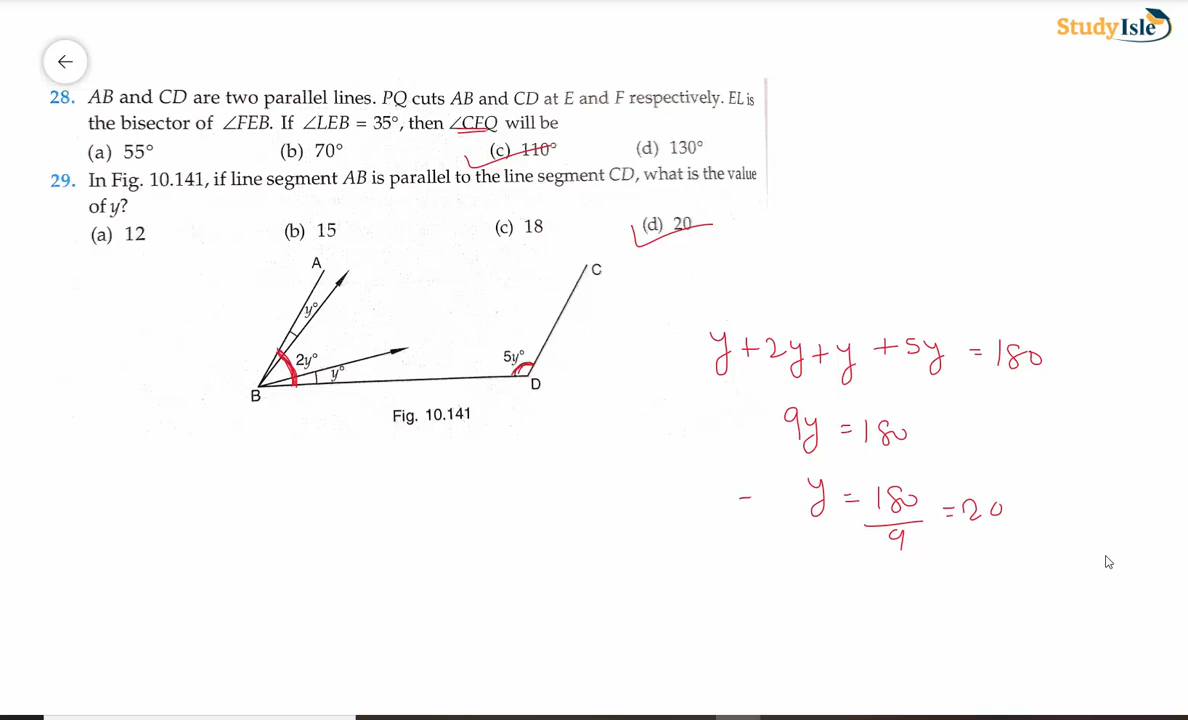 StudyIsle
28. AB and CD are two parallel lines. PQ cuts AB and CD at E and F respectively. EL is
the bisector of ∠FEB. If ∠LEB = 35°, then ∠CFQ will be
(a) 55° (b) 70° (c) 110° (d) 130°
29. In Fig. 10.141, if line segment AB is parallel to the line segment CD, what is the value
of y?
(a) 12 (b) 15 (c) 18 (d) 20
A C
y°
2y° 5y°
y°
B D
Fig. 10.141
y+2y+y+5y = 180
9y = 180
- y = 180/9 = 20